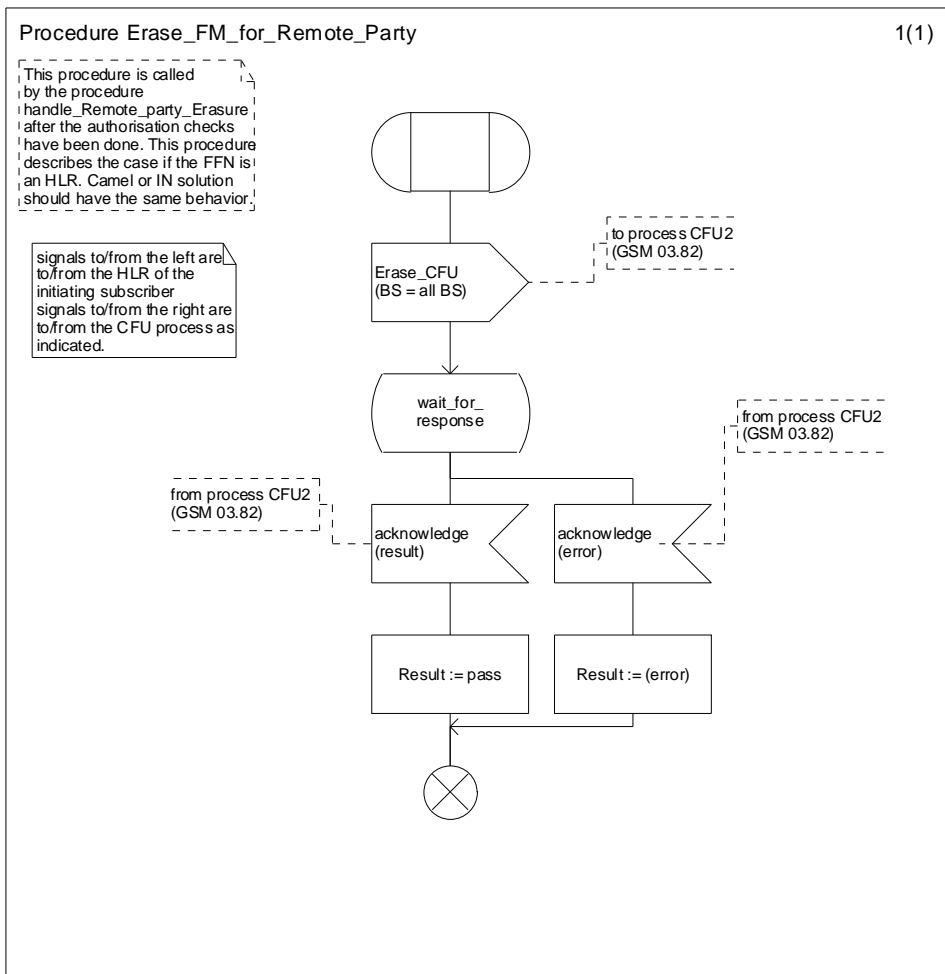 Procedure Erase_FM_for_Remote_Party
1(1)
This procedure is called
by the procedure
handle_Remote_party_Erasure
after the authorisation checks
have been done. This procedure
describes the case if the FFN is
an HLR. Camel or IN solution
should have the same behavior.
signals to/from the left are
to/from the HLR of the
initiating subscriber
signals to/from the right are
to/from the CFU process as
indicated.
to process CFU2
(GSM 03.82)
Erase_CFU
(BS = all BS)
wait_for_
response
from process CFU2
(GSM 03.82)
from process CFU2
(GSM 03.82)
acknowledge
(result)
acknowledge
(error)
Result := pass
Result := (error)